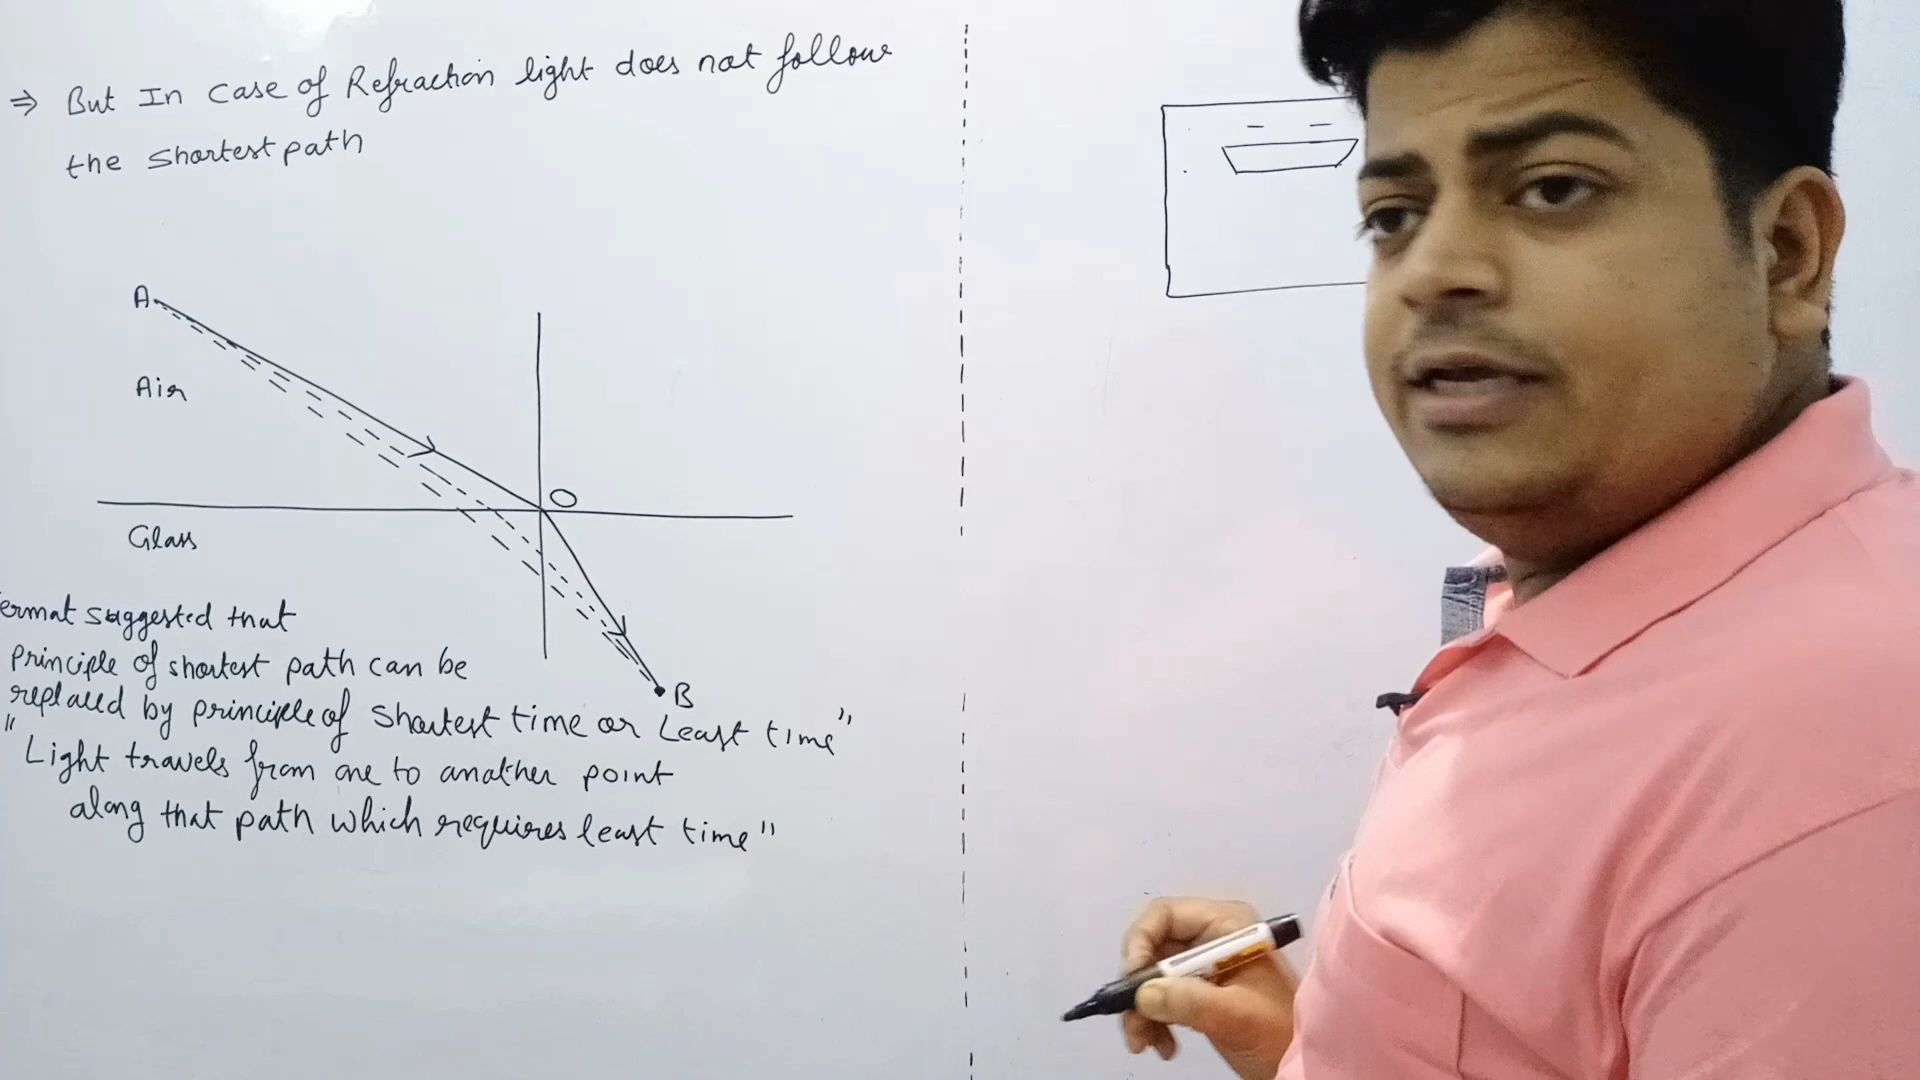 ⇒ But In case of Refraction light does not follow
the shortest path
A
Air
O
Glass
ermat suggested that
principle of shortest path can be
B
replaced by principle of shortest time or Least time"
"Light travels from one to another point
along that path which requires least time"